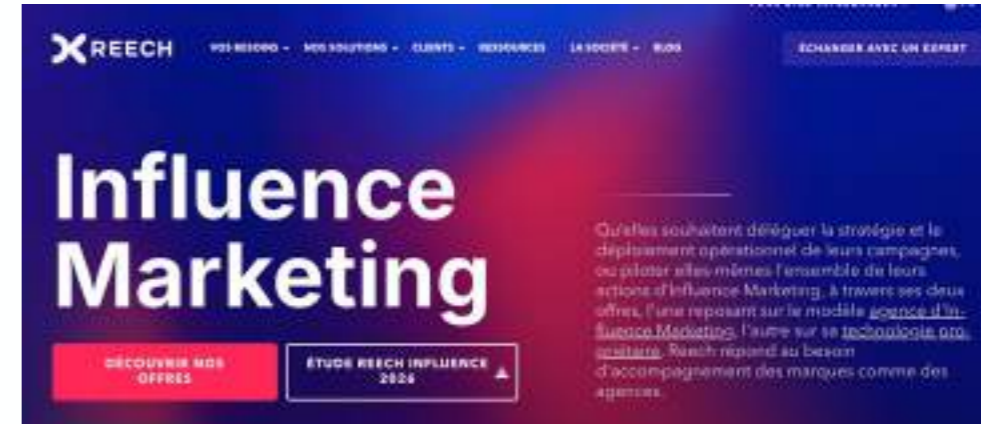 REECH
VOS BESOINS NOS SOLUTIONS CLIENTS RESSOURCES LA SOCIÉTÉ BLOG
ÉCHANGER AVEC UN EXPERT
Influence
Marketing
DÉCOUVRIR NOS
OFFRES
ÉTUDE REECH INFLUENCE
2026
Qu'elles souhaitent déléguer la stratégie et le
déploiement opérationnel de leurs campagnes,
ou piloter elles-mêmes l'ensemble de leurs
actions d'Influence Marketing, à travers ses deux
offres, l'une reposant sur le modèle agence d'In-
fluence Marketing, l'autre sur sa technologie pro-
priétaire, Reech répond au besoin
d'accompagnement des marques comme des
agences.